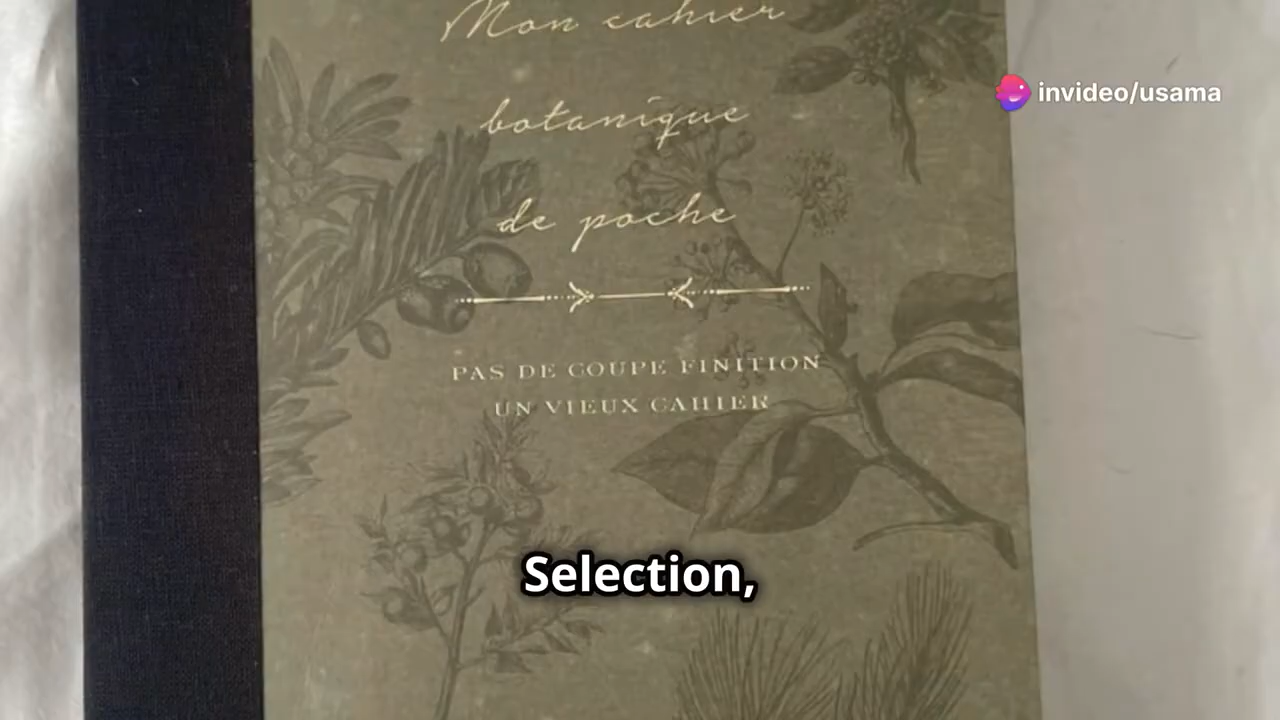 Mon cahier
invideo/usama
botanique
de poche
PAS DE COUPE FINITION
UN VIEUX CAHIER
Selection,